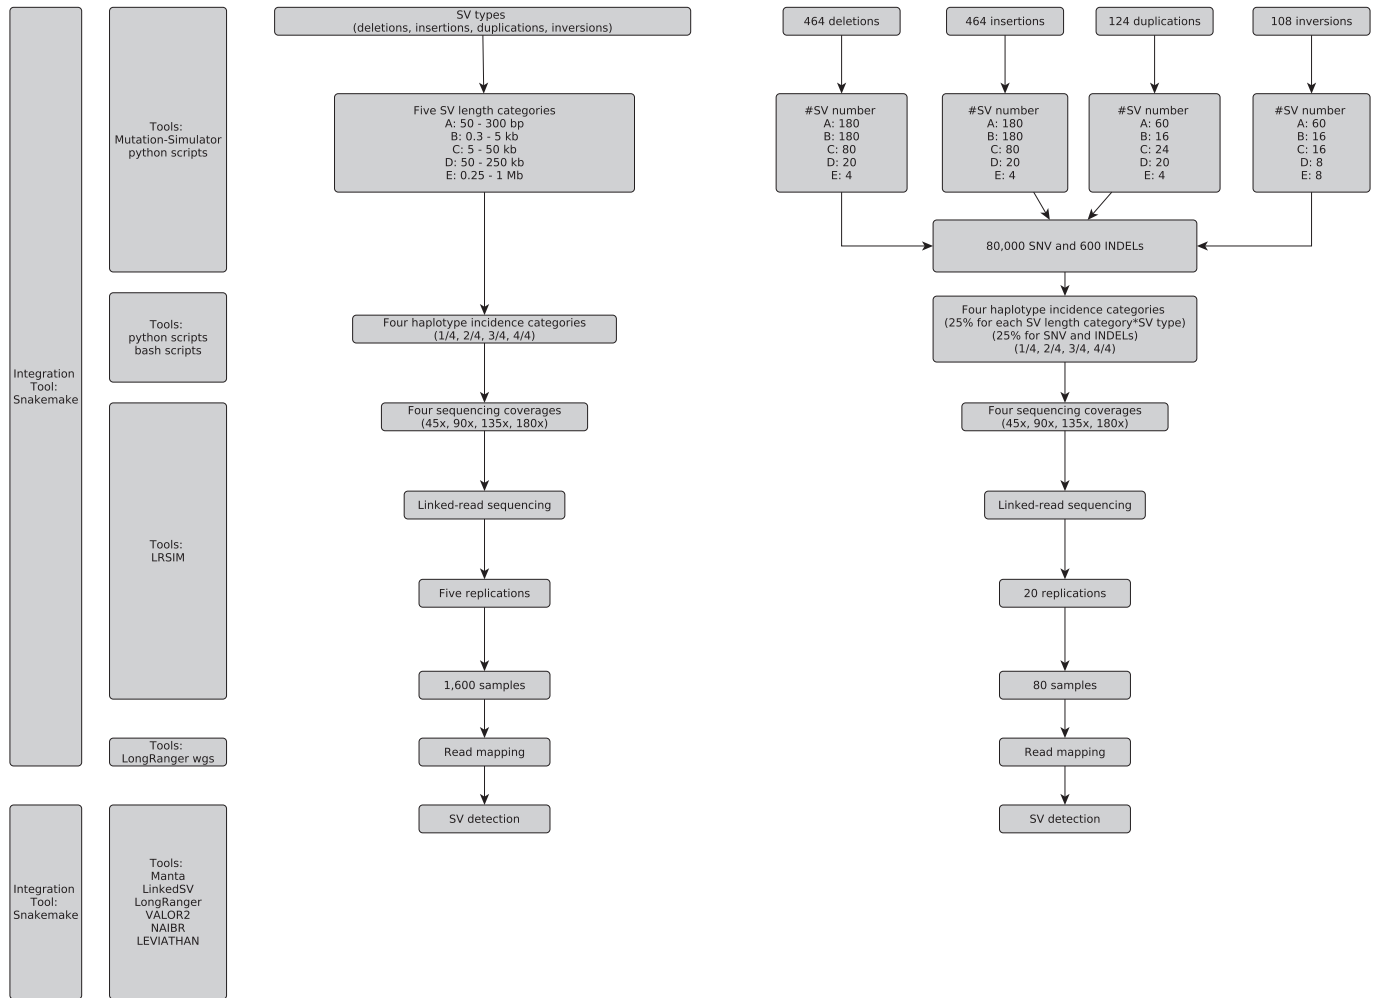 Integration
Tool:
Snakemake
Tools:
Mutation-Simulator
python scripts
Tools:
python scripts
bash scripts
Tools:
LRSIM
Tools:
LongRanger wgs
Integration
Tool:
Snakemake
Tools:
Manta
LinkedSV
LongRanger
VALOR2
NAIBR
LEVIATHAN
SV types
(deletions, insertions, duplications, inversions)
Five SV length categories
A: 50 - 300 bp
B: 0.3 - 5 kb
C: 5 - 50 kb
D: 50 - 250 kb
E: 0.25 - 1 Mb
Four haplotype incidence categories
(1/4, 2/4, 3/4, 4/4)
Four sequencing coverages
(45x, 90x, 135x, 180x)
Linked-read sequencing
Five replications
1,600 samples
Read mapping
SV detection
464 deletions
464 insertions
124 duplications
108 inversions
#SV number
A: 180
B: 180
C: 80
D: 20
E: 4
#SV number
A: 180
B: 180
C: 80
D: 20
E: 4
#SV number
A: 60
B: 16
C: 24
D: 20
E: 4
#SV number
A: 60
B: 16
C: 16
D: 8
E: 8
80,000 SNV and 600 INDELs
Four haplotype incidence categories
(25% for each SV length category*SV type)
(25% for SNV and INDELs)
(1/4, 2/4, 3/4, 4/4)
Four sequencing coverages
(45x, 90x, 135x, 180x)
Linked-read sequencing
20 replications
80 samples
Read mapping
SV detection